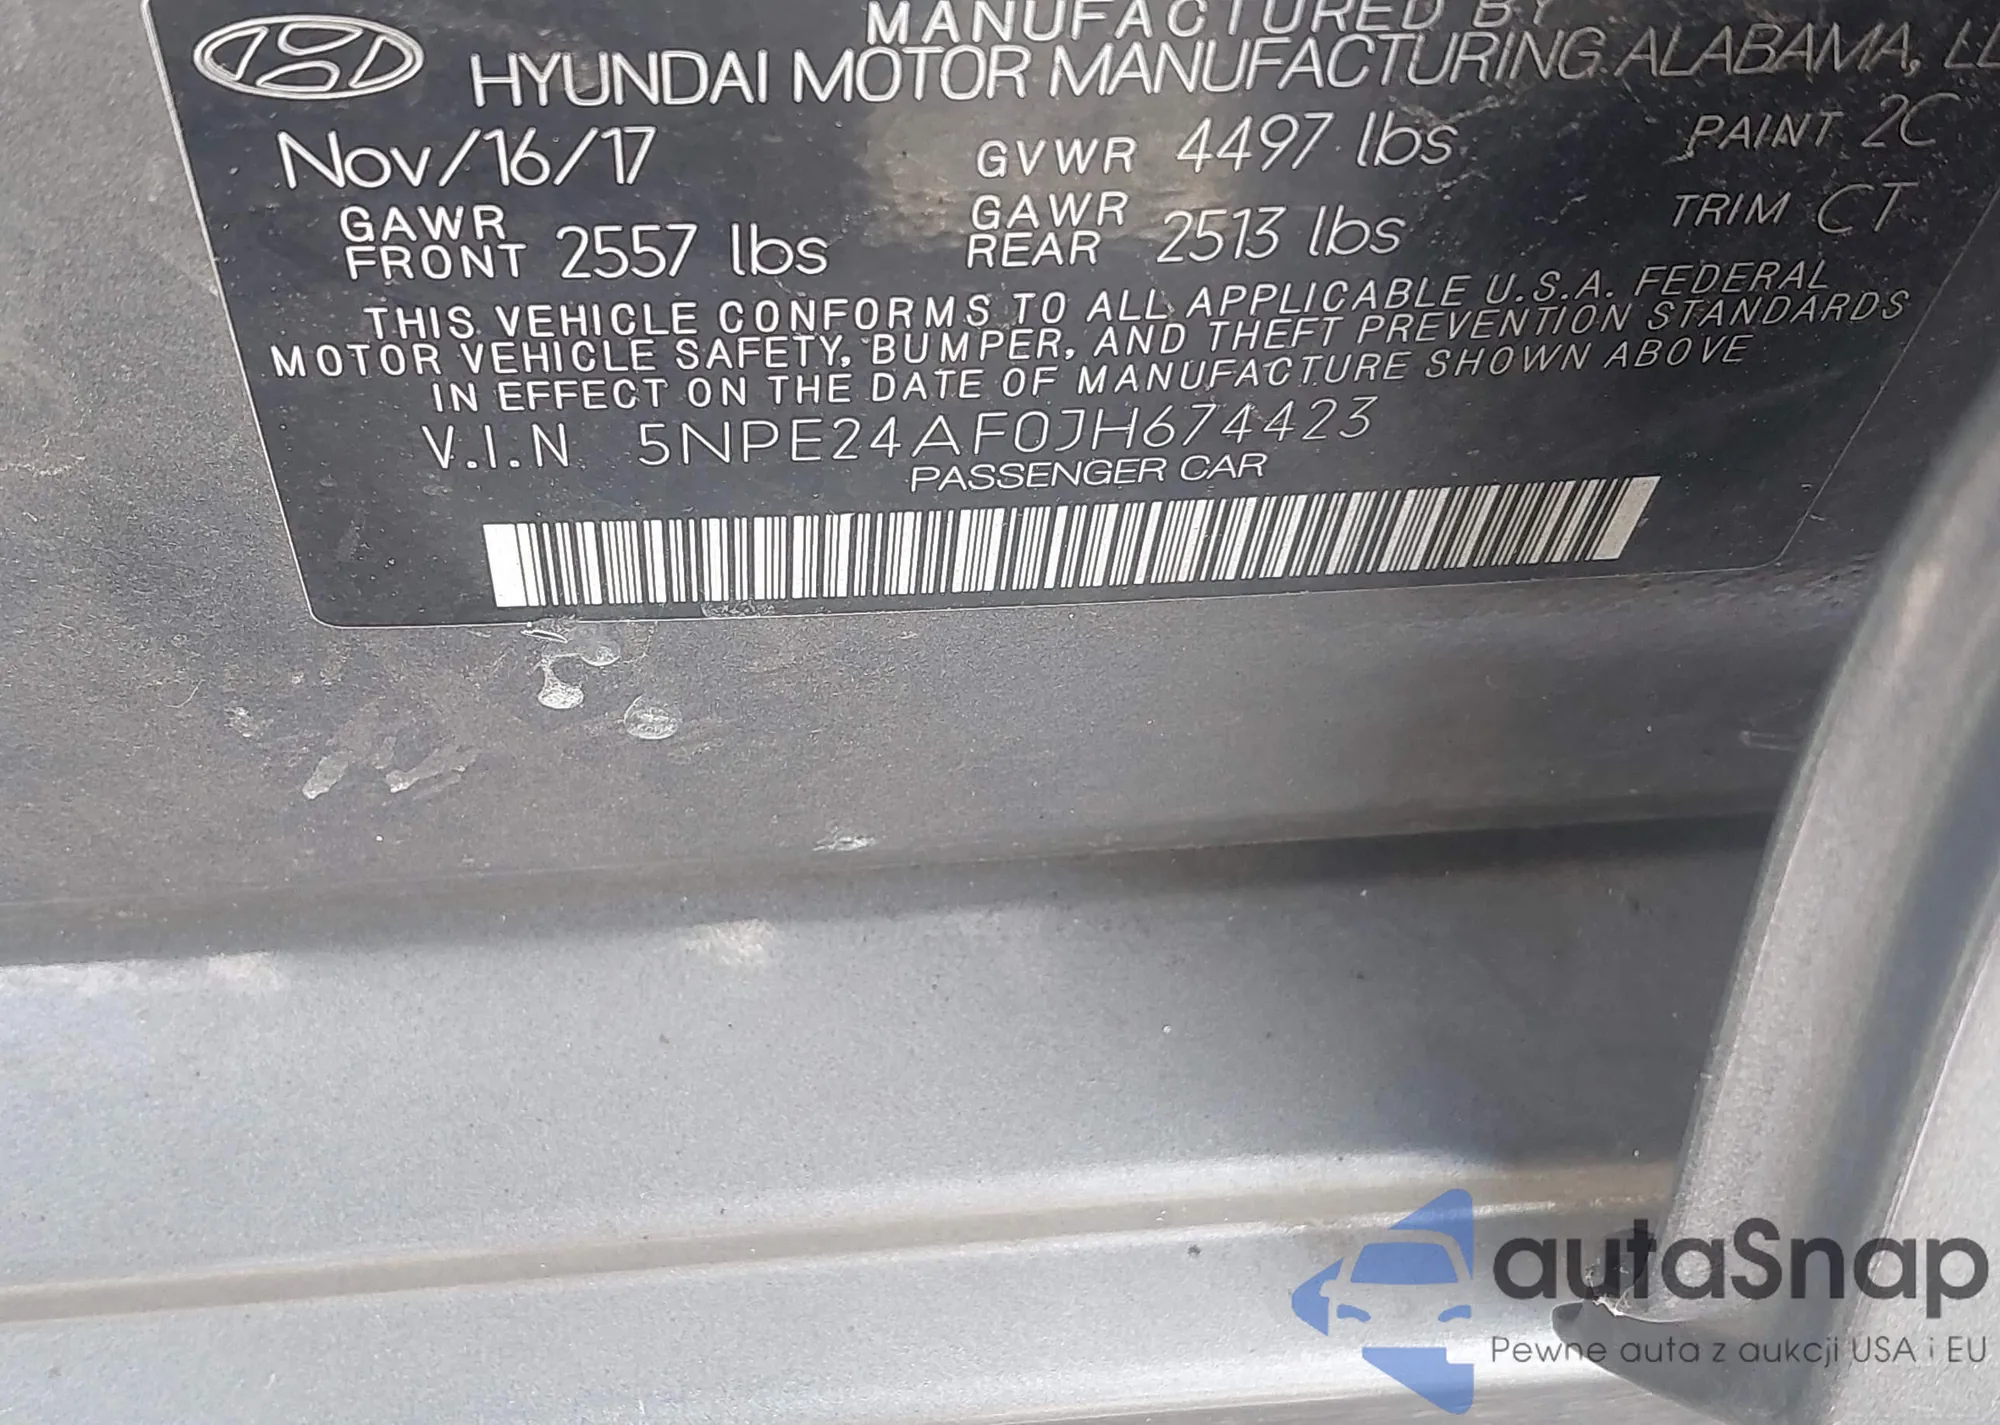 MANUFACTURED BY
HYUNDAI MOTOR MANUFACTURING ALABAMA, LL
Nov/16/17 GVWR 4497 lbs PAINT 2C
GAWR FRONT 2557 lbs GAWR REAR 2513 lbs TRIM CT
THIS VEHICLE CONFORMS TO ALL APPLICABLE U.S.A. FEDERAL
MOTOR VEHICLE SAFETY, BUMPER, AND THEFT PREVENTION STANDARDS
IN EFFECT ON THE DATE OF MANUFACTURE SHOWN ABOVE
V.I.N 5NPE24AF0JH674423
PASSENGER CAR
autaSnap
Pewne auta z aukcji USA i EU